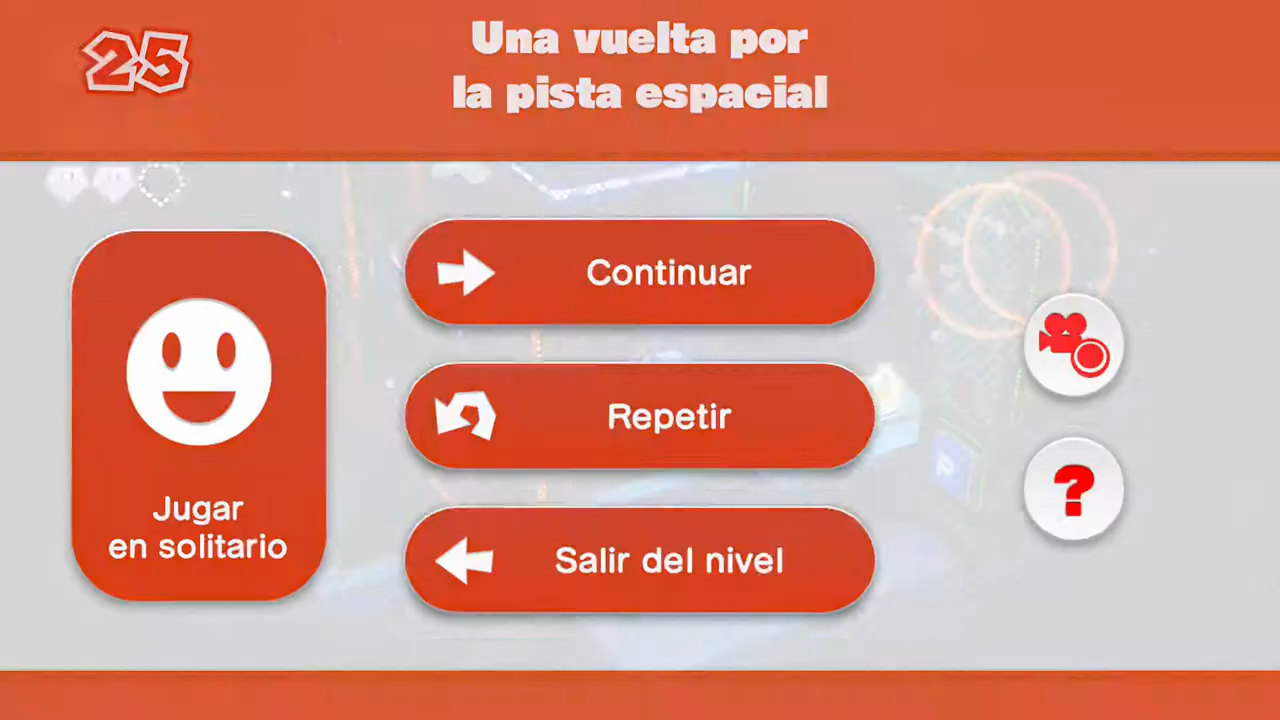 25
Una vuelta por
la pista espacial
Continuar
Repetir
Salir del nivel
Jugar
en solitario
?
P